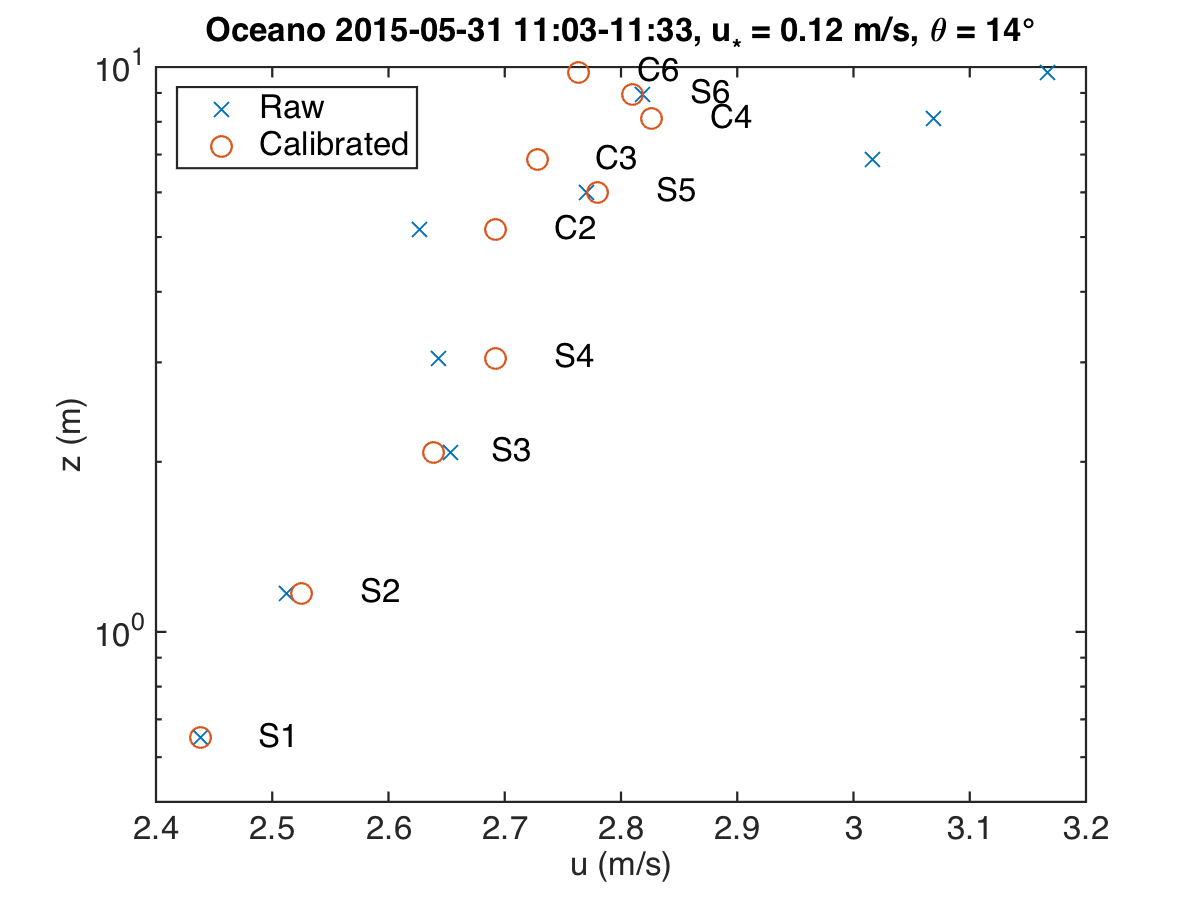 Oceano 2015-05-31 11:03-11:33, u* = 0.12 m/s, θ = 14°
10¹
Raw
Calibrated
C6
S6
C4
C3
S5
C2
S4
S3
S2
10⁰
S1
z (m)
2.4 2.5 2.6 2.7 2.8 2.9 3 3.1 3.2
u (m/s)